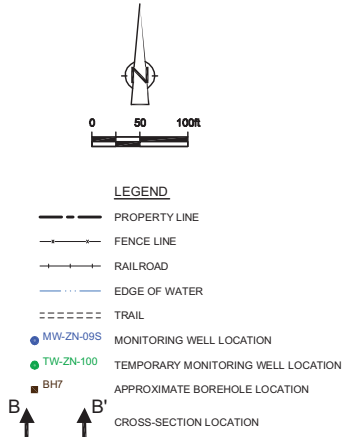 N
0 50 100ft
LEGEND
PROPERTY LINE
FENCE LINE
RAILROAD
EDGE OF WATER
TRAIL
MW-ZN-09S MONITORING WELL LOCATION
TW-ZN-100 TEMPORARY MONITORING WELL LOCATION
BH7 APPROXIMATE BOREHOLE LOCATION
B B' CROSS-SECTION LOCATION